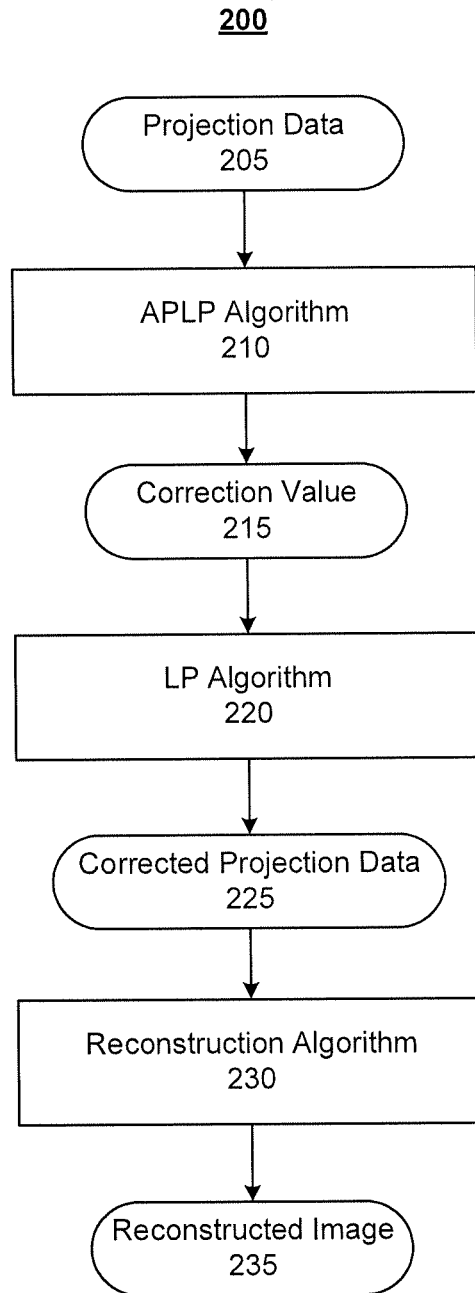 200
Projection Data
205
APLP Algorithm
210
Correction Value
215
LP Algorithm
220
Corrected Projection Data
225
Reconstruction Algorithm
230
Reconstructed Image
235